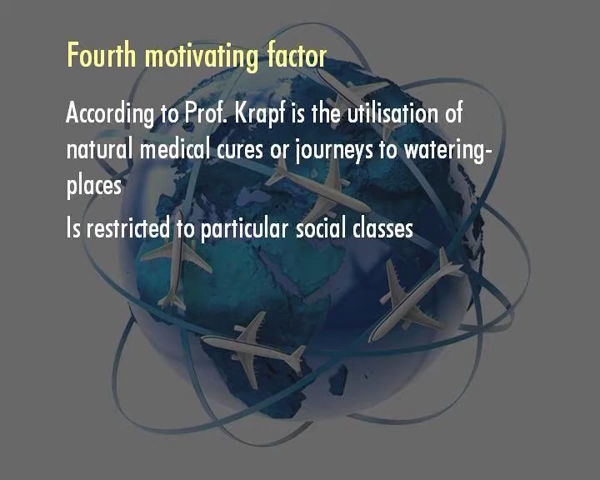 Fourth motivating factor
According to Prof. Krapf is the utilisation of
natural medical cures or journeys to watering-
places
Is restricted to particular social classes